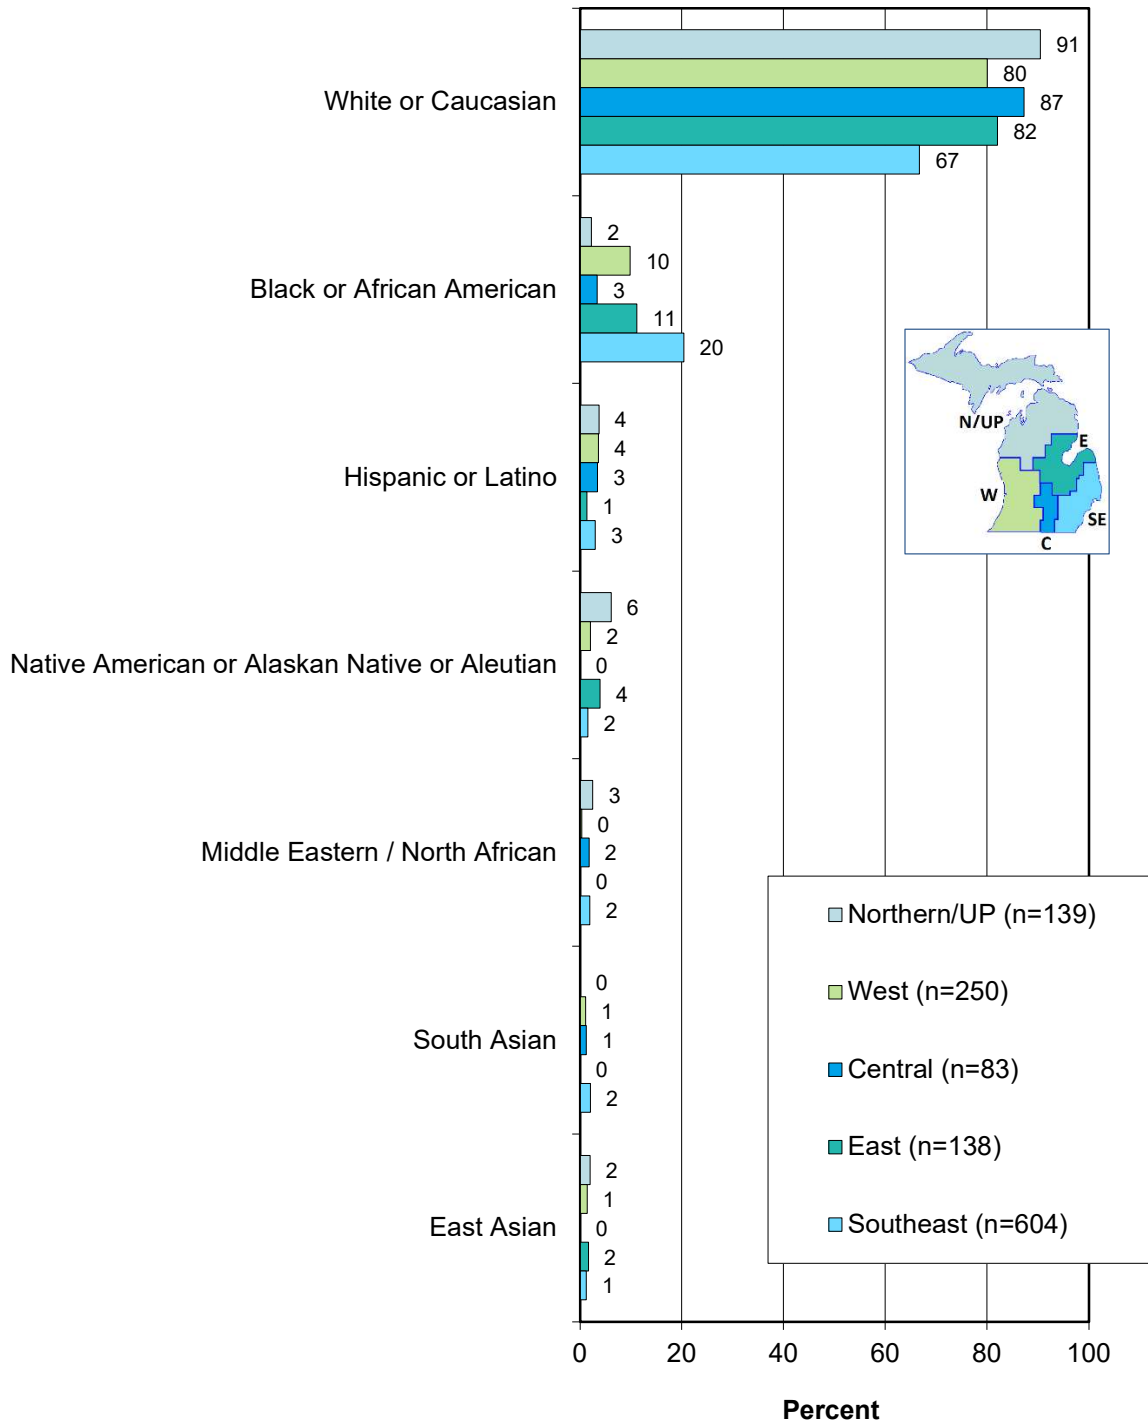 White or Caucasian
91
80
87
82
67
Black or African American
2
10
3
11
20
Hispanic or Latino
4
4
3
1
3
Native American or Alaskan Native or Aleutian
6
2
0
4
2
Middle Eastern / North African
3
0
2
0
2
South Asian
0
1
1
0
2
East Asian
2
1
0
2
1
N/UP
E
W
SE
C
Northern/UP (n=139)
West (n=250)
Central (n=83)
East (n=138)
Southeast (n=604)
0 20 40 60 80 100
Percent